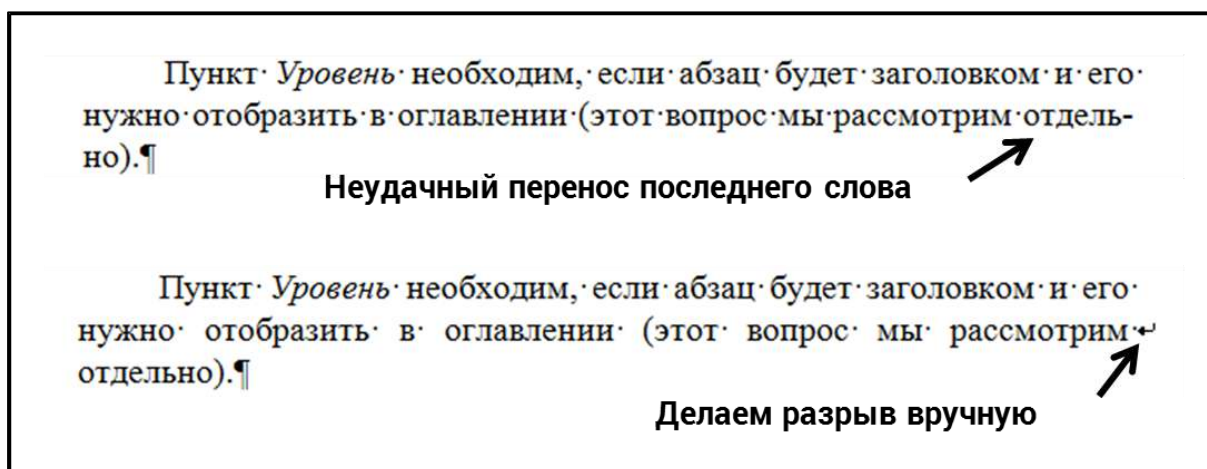 Пункт· Уровень· необходим,· если· абзац· будет· заголовком· и· его·
нужно·отобразить·в·оглавлении·(этот·вопрос·мы·рассмотрим·отдель-
но).¶
Неудачный перенос последнего слова
Пункт· Уровень· необходим,· если· абзац· будет· заголовком· и· его·
нужно· отобразить· в· оглавлении· (этот· вопрос· мы· рассмотрим·↵
отдельно).¶
Делаем разрыв вручную